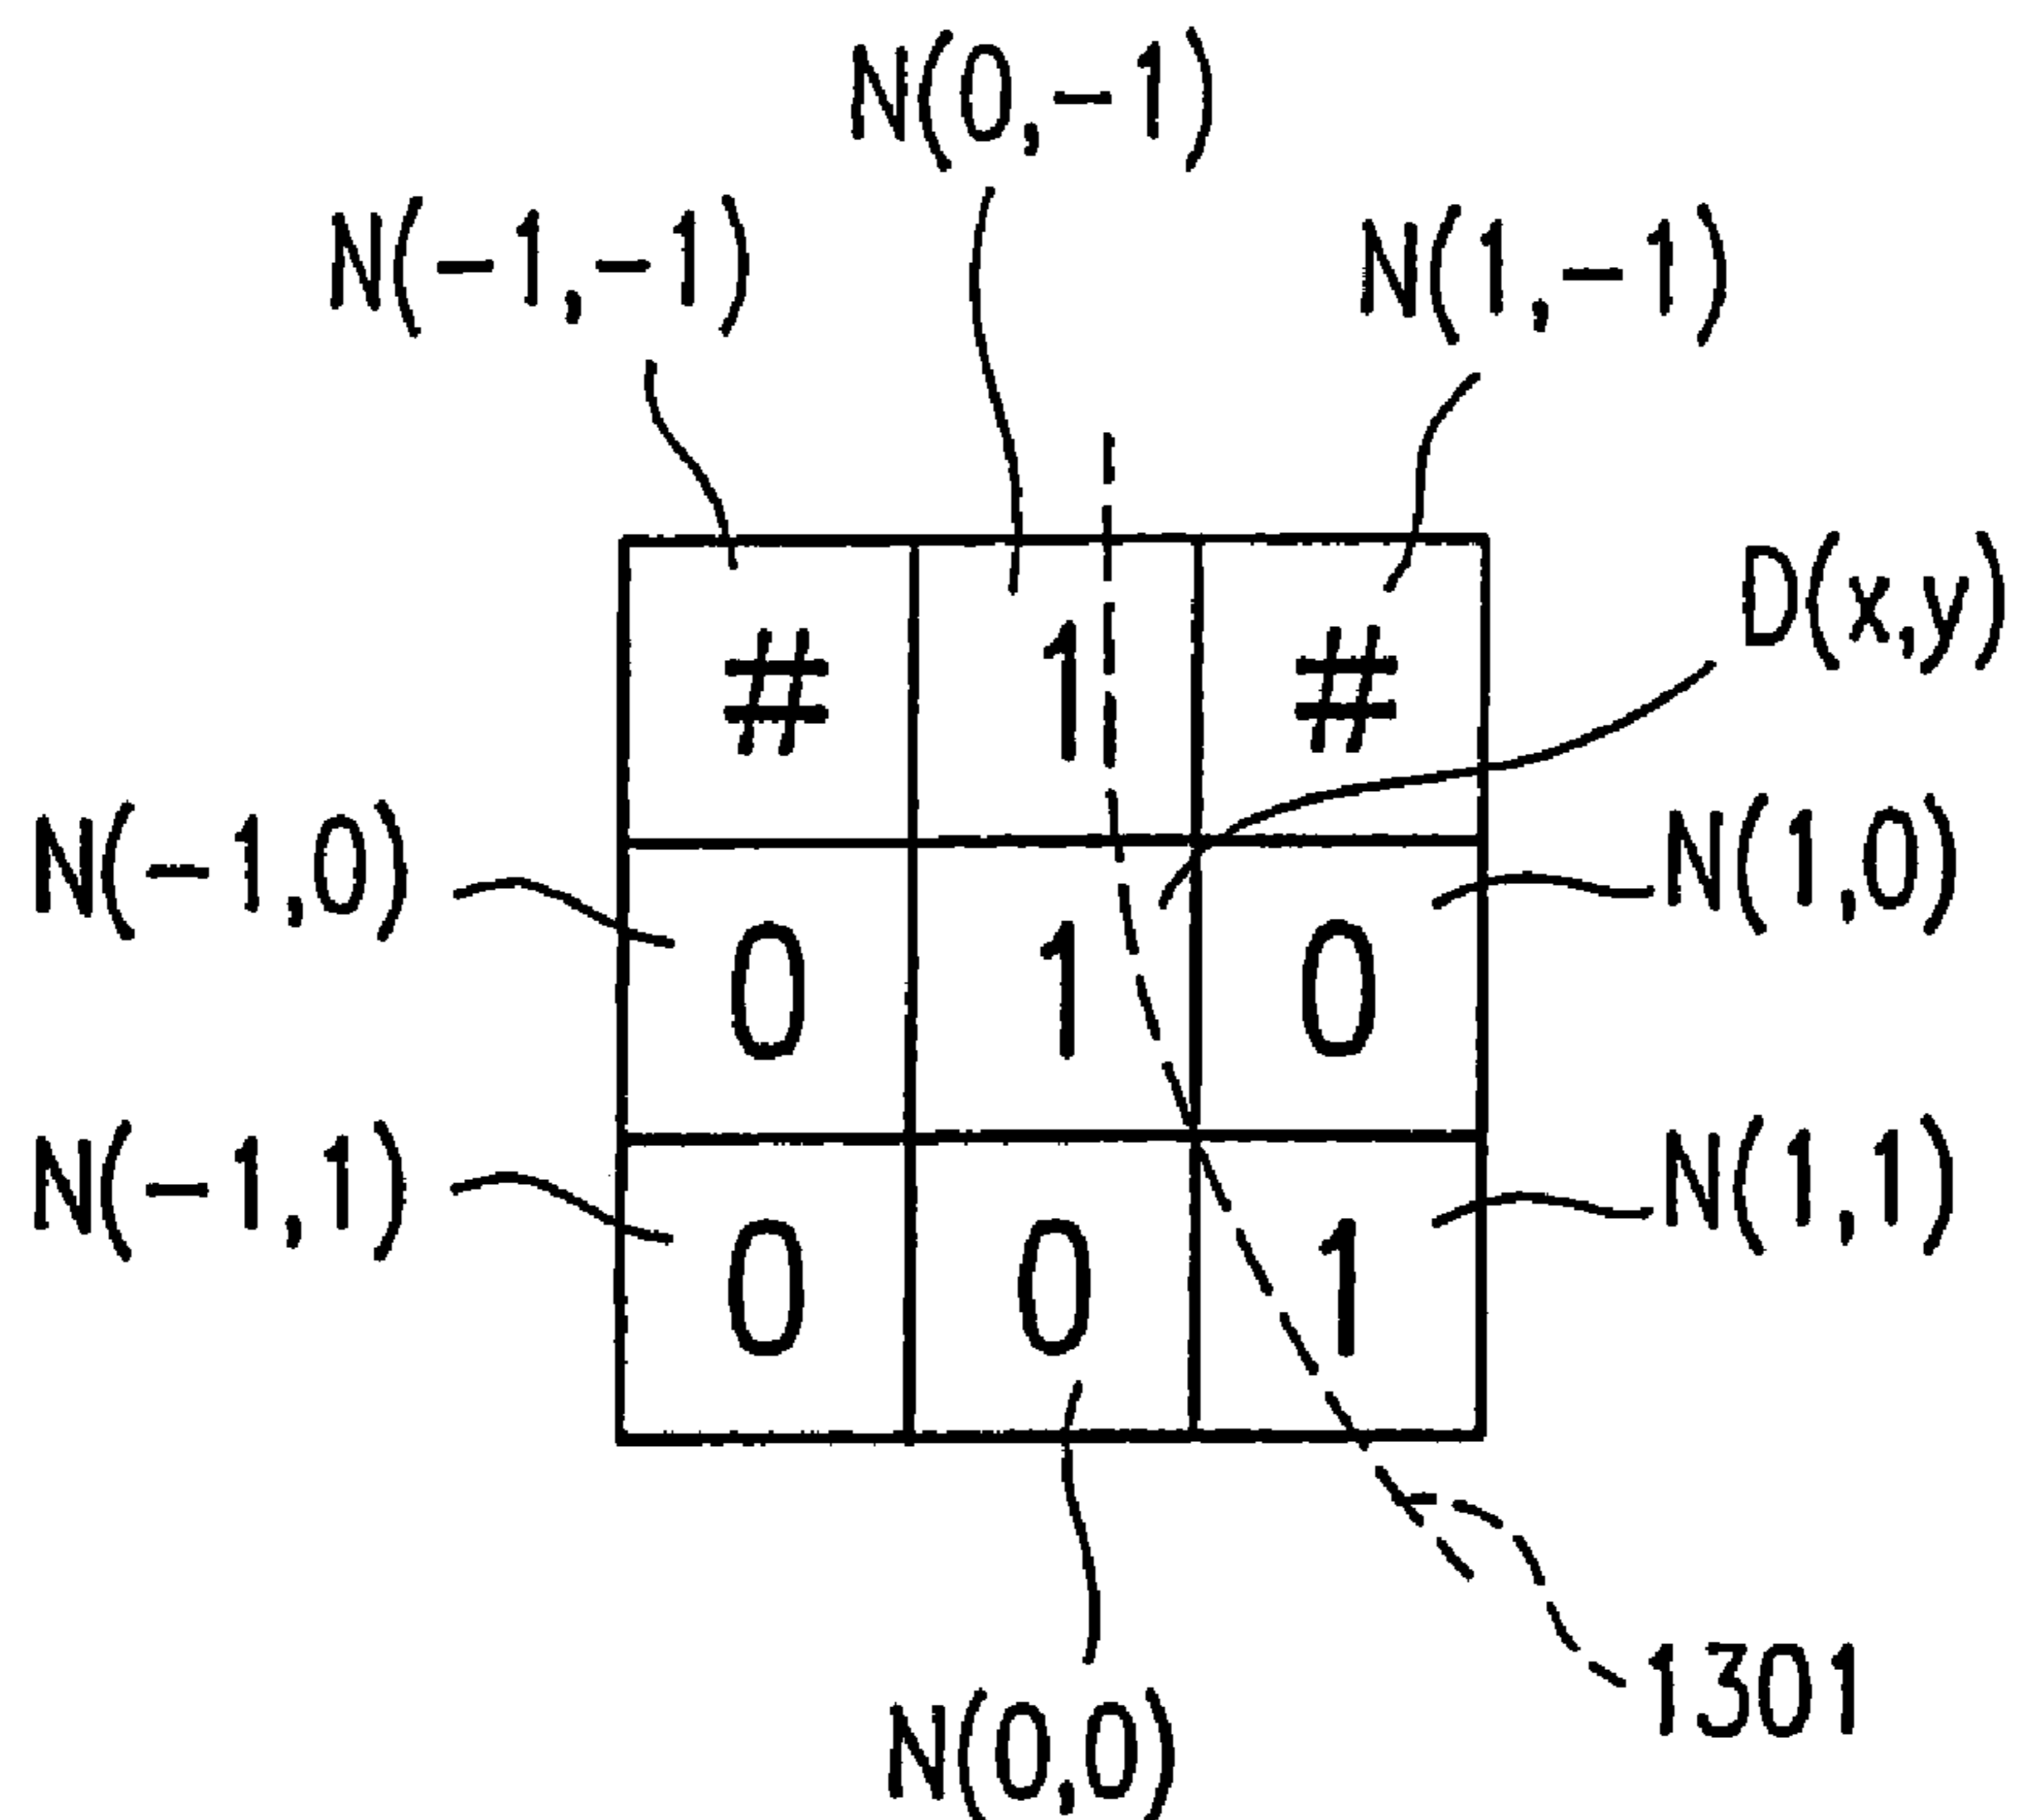 N(0,-1)
N(-1,-1)
N(1,-1)
D(x,y)
# 1 #
N(-1,0)
N(1,0)
0 1 0
N(-1,1)
N(1,1)
0 0 1
1301
N(0,0)